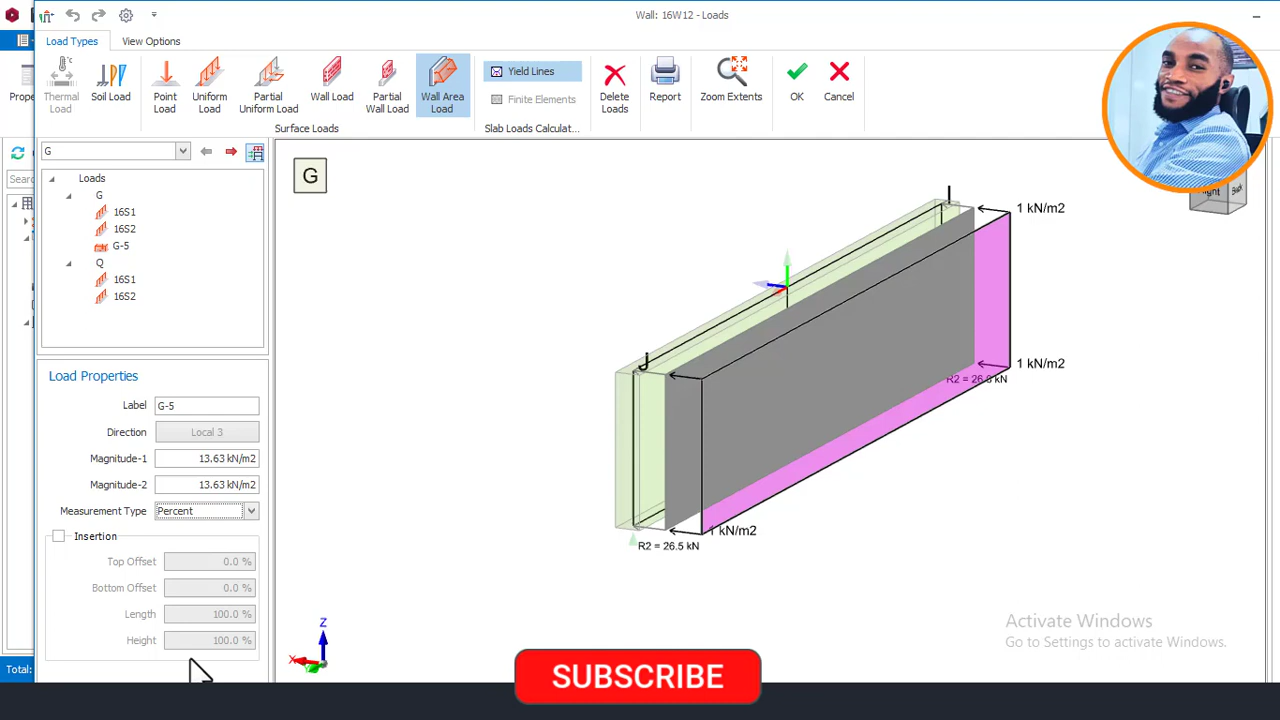 Wall: 16W12 - Loads
Load Types
View Options
Thermal Load
Soil Load
Point Load
Uniform Load
Partial Uniform Load
Wall Load
Partial Wall Load
Wall Area Load
Surface Loads
Yield Lines
Finite Elements
Slab Loads Calculat...
Delete Loads
Report
Zoom Extents
OK
Cancel
Prope
Sear
Total:
G
Loads
G
16S1
16S2
G-5
Q
16S1
16S2
Load Properties
Label G-5
Direction Local 3
Magnitude-1 13.63 kN/m2
Magnitude-2 13.63 kN/m2
Measurement Type Percent
Insertion
Top Offset 0.0 %
Bottom Offset 0.0 %
Length 100.0 %
Height 100.0 %
G
I
1 kN/m2
J
1 kN/m2
1 kN/m2
R2 = 26.5 kN
Z
X
Back
Activate Windows
Go to Settings to activate Windows.
SUBSCRIBE